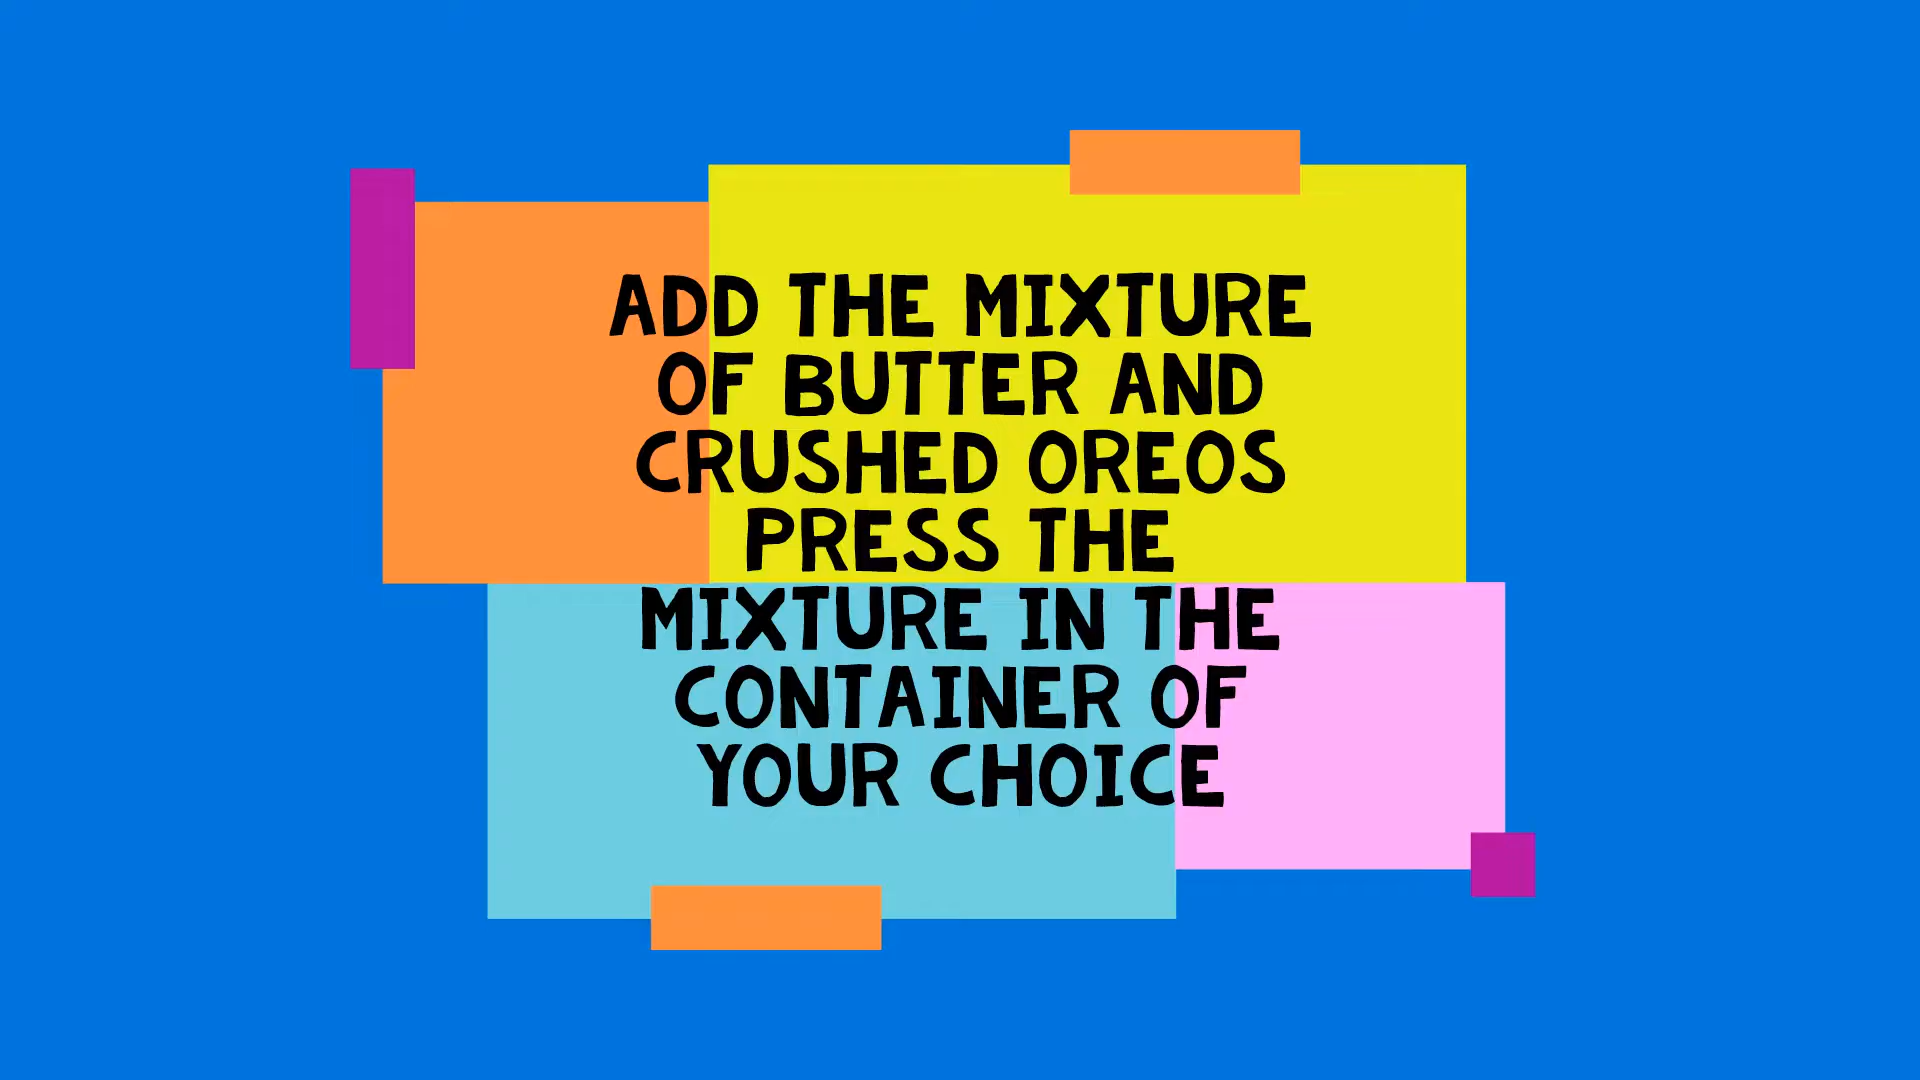 ADD THE MIXTURE
OF BUTTER AND
CRUSHED OREOS
PRESS THE
MIXTURE IN THE
CONTAINER OF
YOUR CHOICE